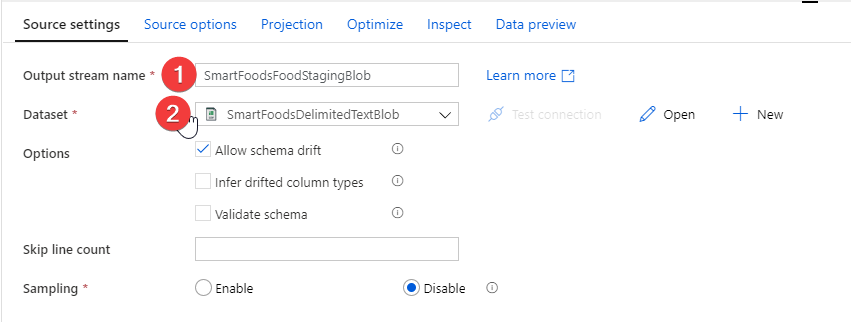 Source settings Source options Projection Optimize Inspect Data preview
Output stream name * 1 SmartFoodsFoodStagingBlob Learn more
Dataset * 2 SmartFoodsDelimitedTextBlob Test connection Open New
Options Allow schema drift
Infer drifted column types
Validate schema
Skip line count
Sampling * Enable Disable